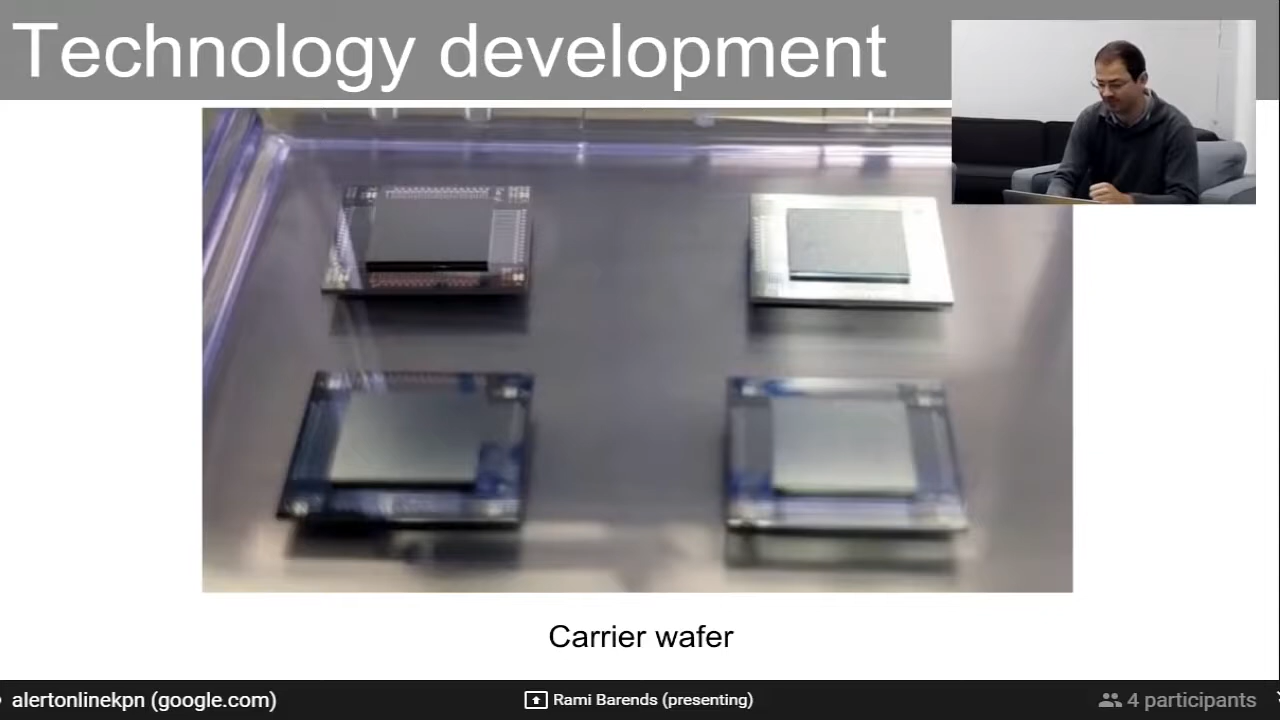 Technology development
Carrier wafer
alertonlinekpn (google.com)
Rami Barends (presenting)
4 participants